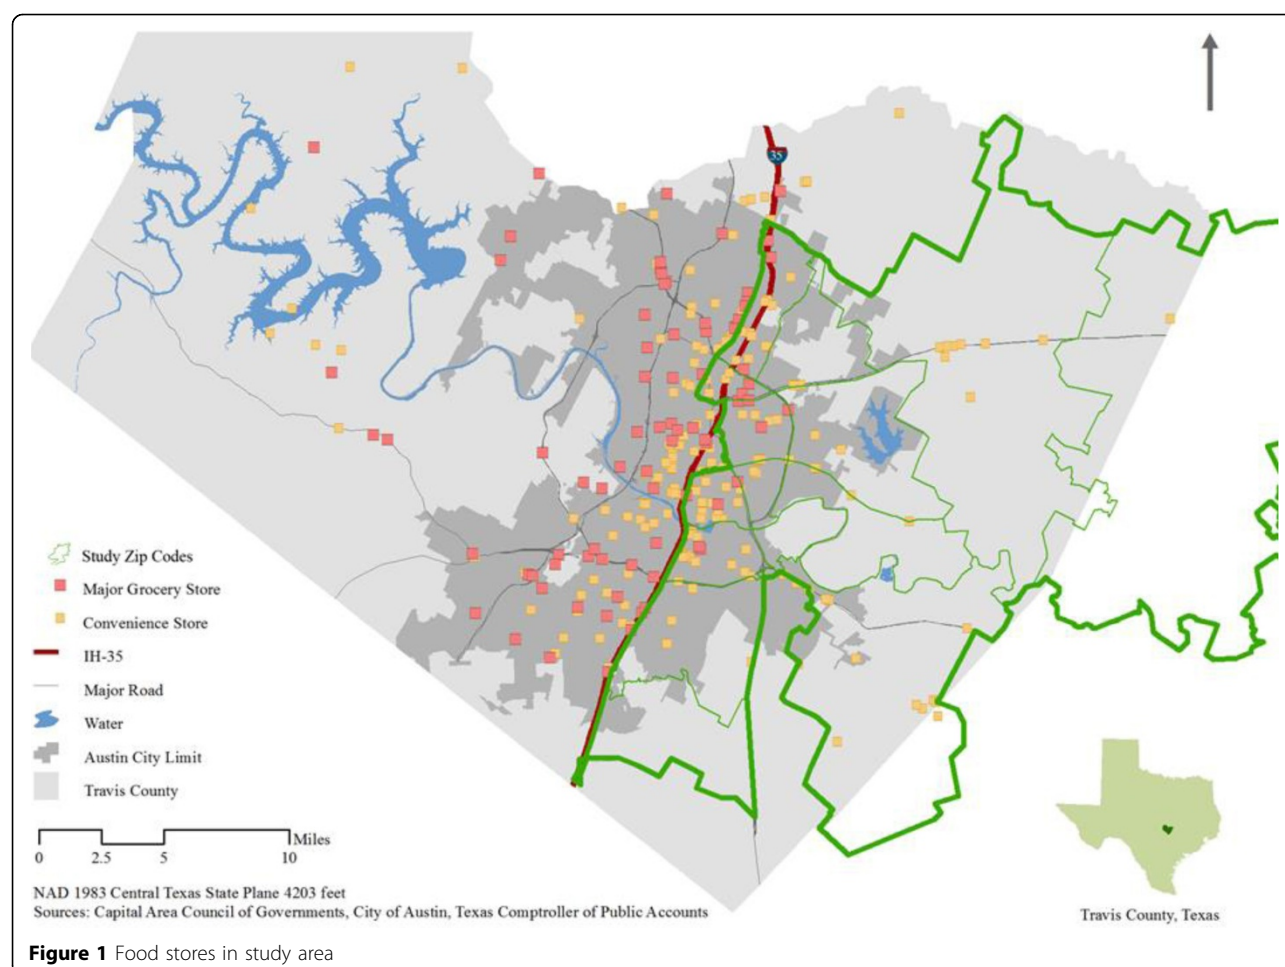 35
Study Zip Codes
Major Grocery Store
Convenience Store
IH-35
Major Road
Water
Austin City Limit
Travis County
Miles
0 2.5 5 10
NAD 1983 Central Texas State Plane 4203 feet
Sources: Capital Area Council of Governments, City of Austin, Texas Comptroller of Public Accounts
Travis County, Texas
Figure 1 Food stores in study area